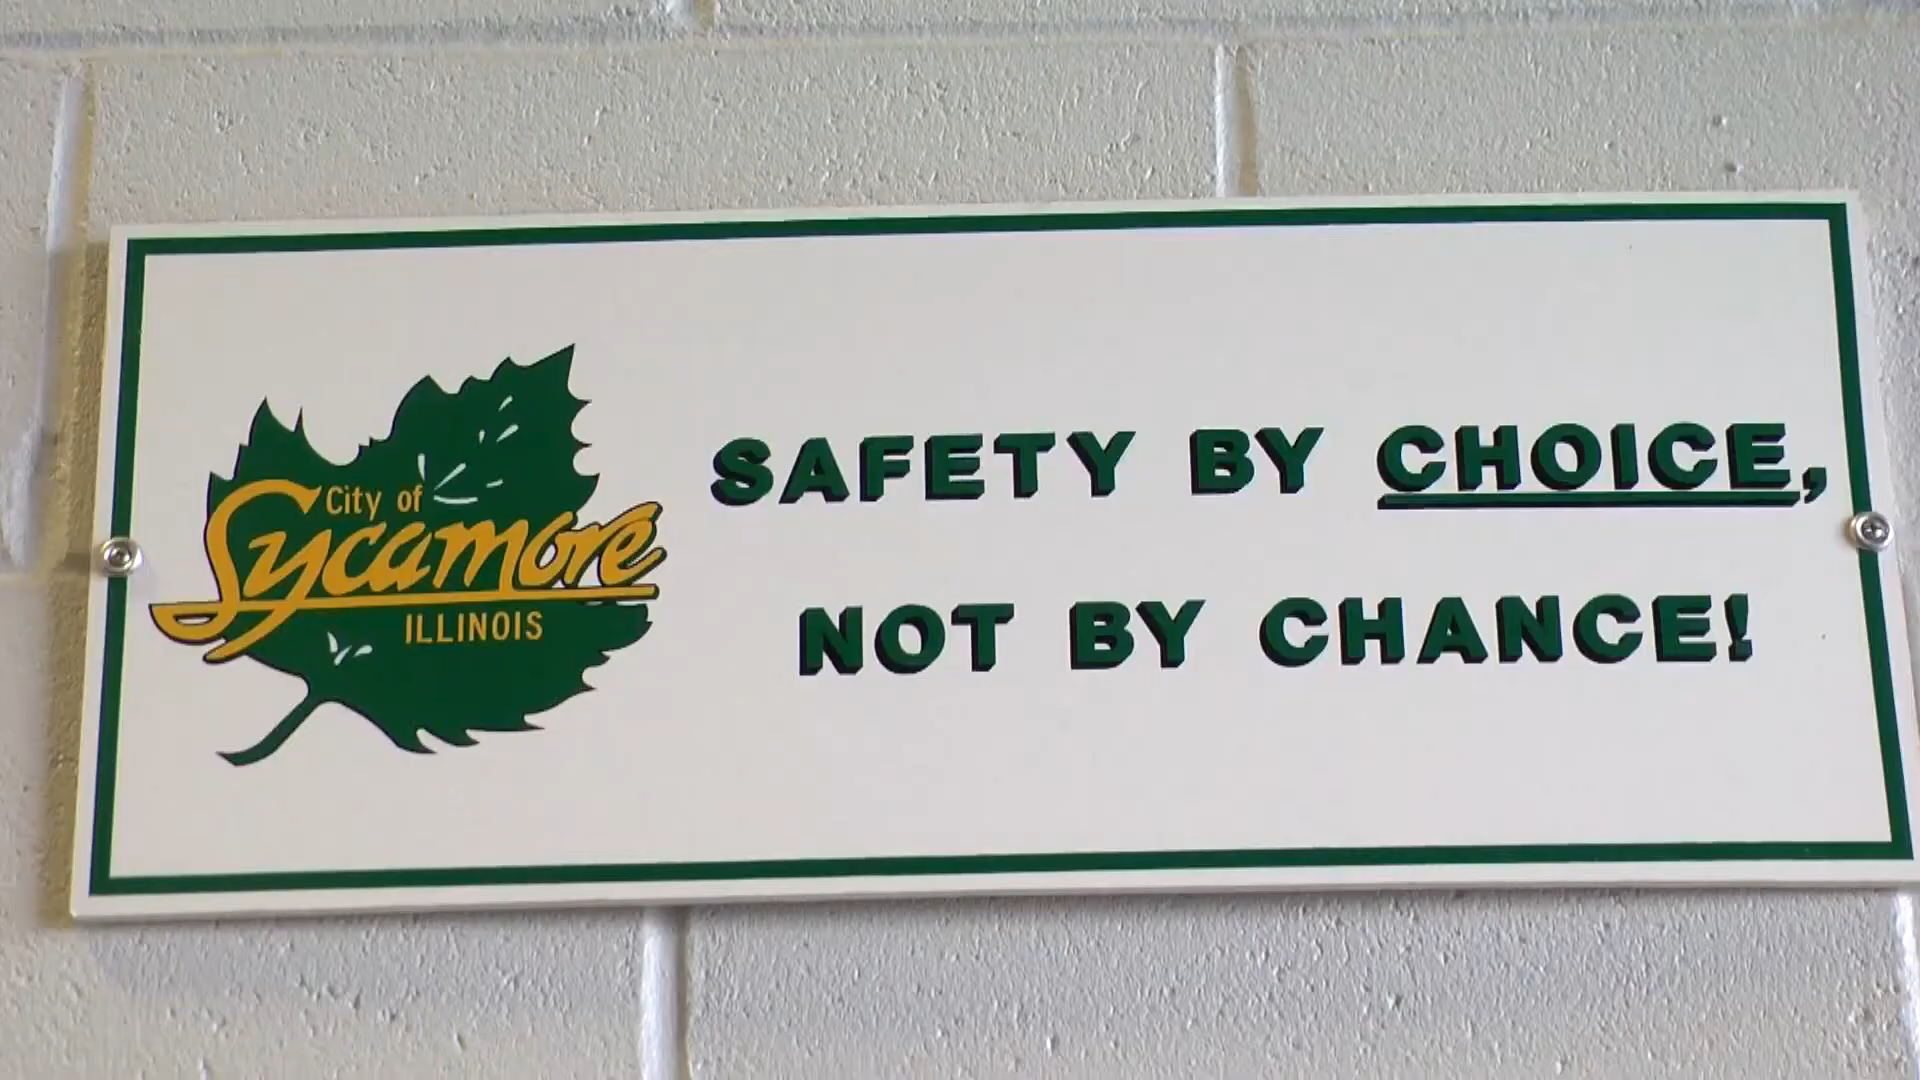 City of
Sycamore
ILLINOIS
SAFETY BY CHOICE,
NOT BY CHANCE!